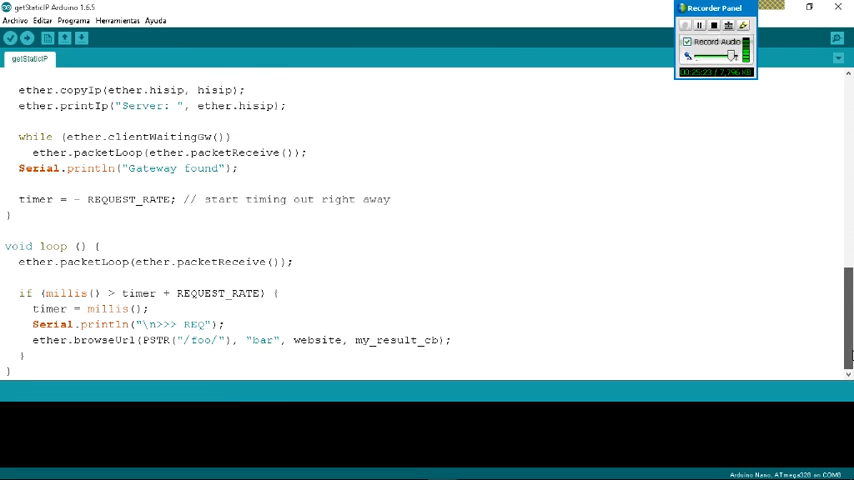 getStaticIP Arduino 1.6.5
Archivo Editar Programa Herramientas Ayuda
Recorder Panel
Record Audio
getStaticIP
ether.copyIp(ether.hisip, hisip);
ether.printIp("Server: ", ether.hisip);
while (ether.clientWaitingGw())
ether.packetLoop(ether.packetReceive());
Serial.println("Gateway found");
timer = - REQUEST_RATE; // start timing out right away
}
void loop () {
ether.packetLoop(ether.packetReceive());
if (millis() > timer + REQUEST_RATE) {
timer = millis();
Serial.println("\n>>> REQ");
ether.browseUrl(PSTR("/foo/"), "bar", website, my_result_cb);
}
}
Arduino Nano, ATmega328 on COM8